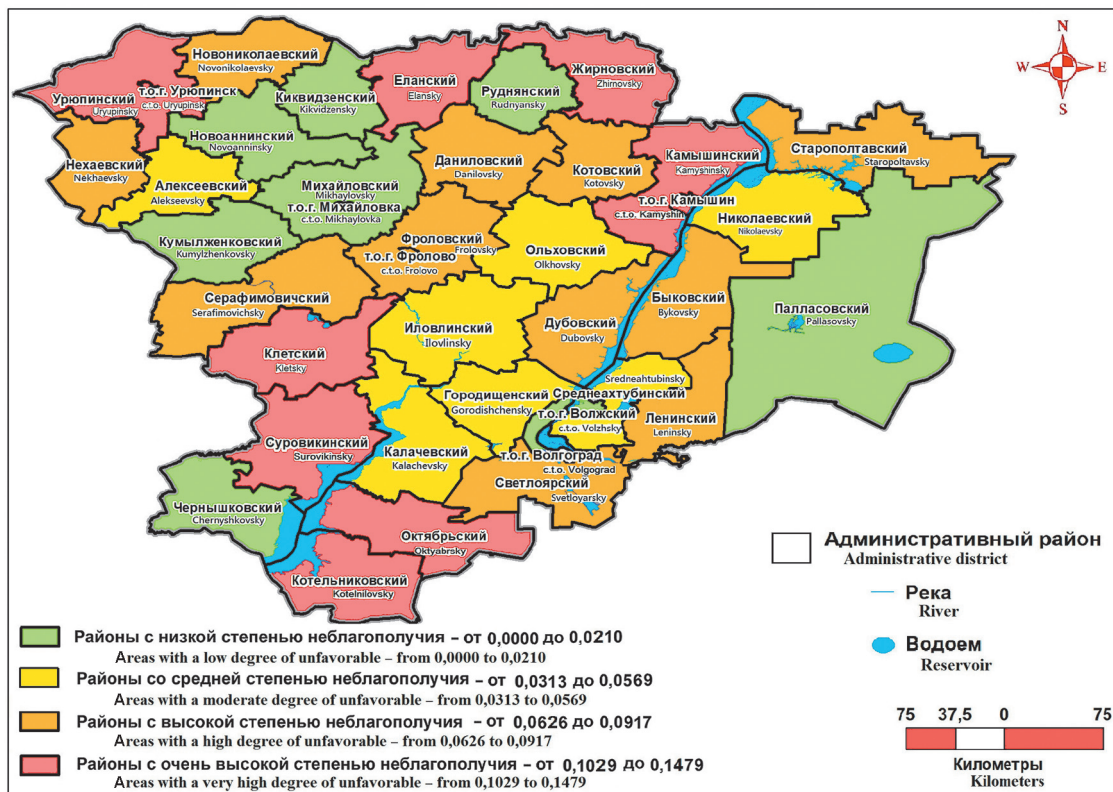 N
W
E
S
Новониколаевский
Novonikolaevsky
Урюпинский
Uryupinsky
т.о.г. Урюпинск
c.t.o. Uryupinsk
Киквидзенский
Kikvidzensky
Еланский
Elansky
Руднянский
Rudnyansky
Жирновский
Zhirnovsky
Новоаннинский
Novoanninsky
Нехаевский
Nekhaevsky
Алексеевский
Alekseevsky
Михайловский
Mikhaylovsky
т.о.г. Михайловка
c.t.o. Mikhaylovka
Даниловский
Danilovsky
Котовский
Kotovsky
Камышинский
Kamyshinsky
т.о.г. Камышин
c.t.o. Kamyshin
Старополтавский
Staropoltavsky
Николаевский
Nikolaevsky
Кумылженковский
Kumylzhenkovsky
Фроловский
Frolovsky
т.о.г. Фролово
c.t.o. Frolovo
Ольховский
Olkhovsky
Серафимовичский
Serafimovichsky
Иловлинский
Ilovlinsky
Дубовский
Dubovsky
Быковский
Bykovsky
Палласовский
Pallasovsky
Клетский
Kletsky
Sredneahtubinsky
Среднеахтубинский
Городищенский
Gorodishchensky
т.о.г. Волжский
c.t.o. Volzhsky
Ленинский
Leninsky
Суровикинский
Surovikinsky
Калачевский
Kalachevsky
т.о.г. Волгоград
c.t.o. Volgograd
Светлоярский
Svetloyarsky
Чернышковский
Chernyshkovsky
Октябрьский
Oktyabrsky
Котельниковский
Kotelnilovsky
Административный район
Administrative district
Река
River
Водоем
Reservoir
Районы с низкой степенью неблагополучия – от 0,0000 до 0,0210
Areas with a low degree of unfavorable – from 0,0000 to 0,0210
Районы со средней степенью неблагополучия – от 0,0313 до 0,0569
Areas with a moderate degree of unfavorable – from 0,0313 to 0,0569
Районы с высокой степенью неблагополучия – от 0,0626 до 0,0917
Areas with a high degree of unfavorable – from 0,0626 to 0,0917
Районы с очень высокой степенью неблагополучия – от 0,1029 до 0,1479
Areas with a very high degree of unfavorable – from 0,1029 to 0,1479
75 37,5 0 75
Километры
Kilometers